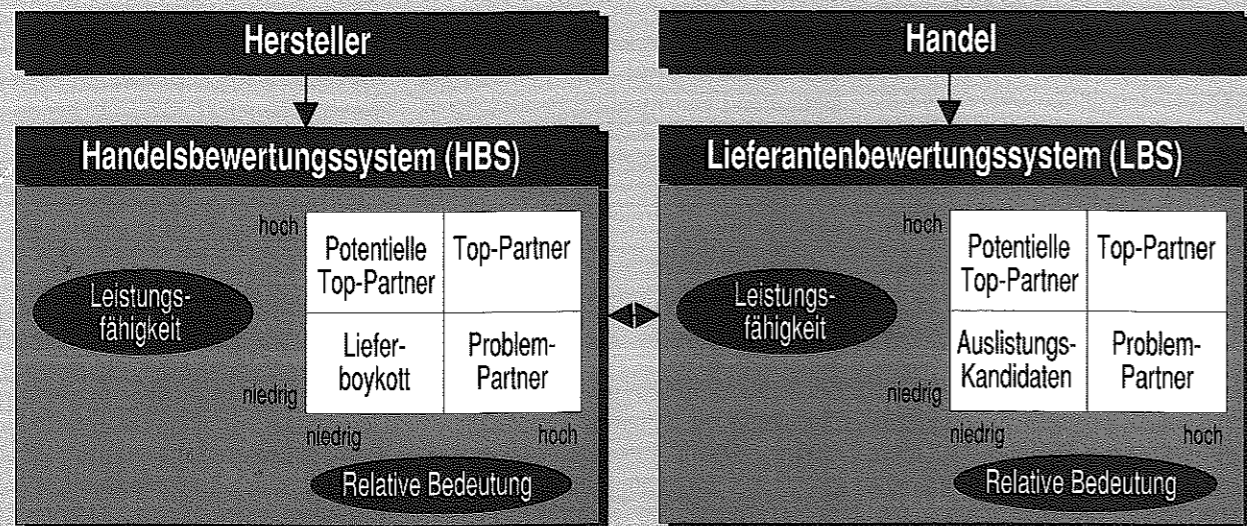 Hersteller
Handelsbewertungssystem (HBS)
hoch
Potentielle
Top-Partner
Top-Partner
Leistungs-
fähigkeit
Liefer-
boykott
Problem-
Partner
niedrig
niedrig
hoch
Relative Bedeutung
Handel
Lieferantenbewertungssystem (LBS)
hoch
Potentielle
Top-Partner
Top-Partner
Leistungs-
fähigkeit
Auslistungs-
Kandidaten
Problem-
Partner
niedrig
niedrig
hoch
Relative Bedeutung